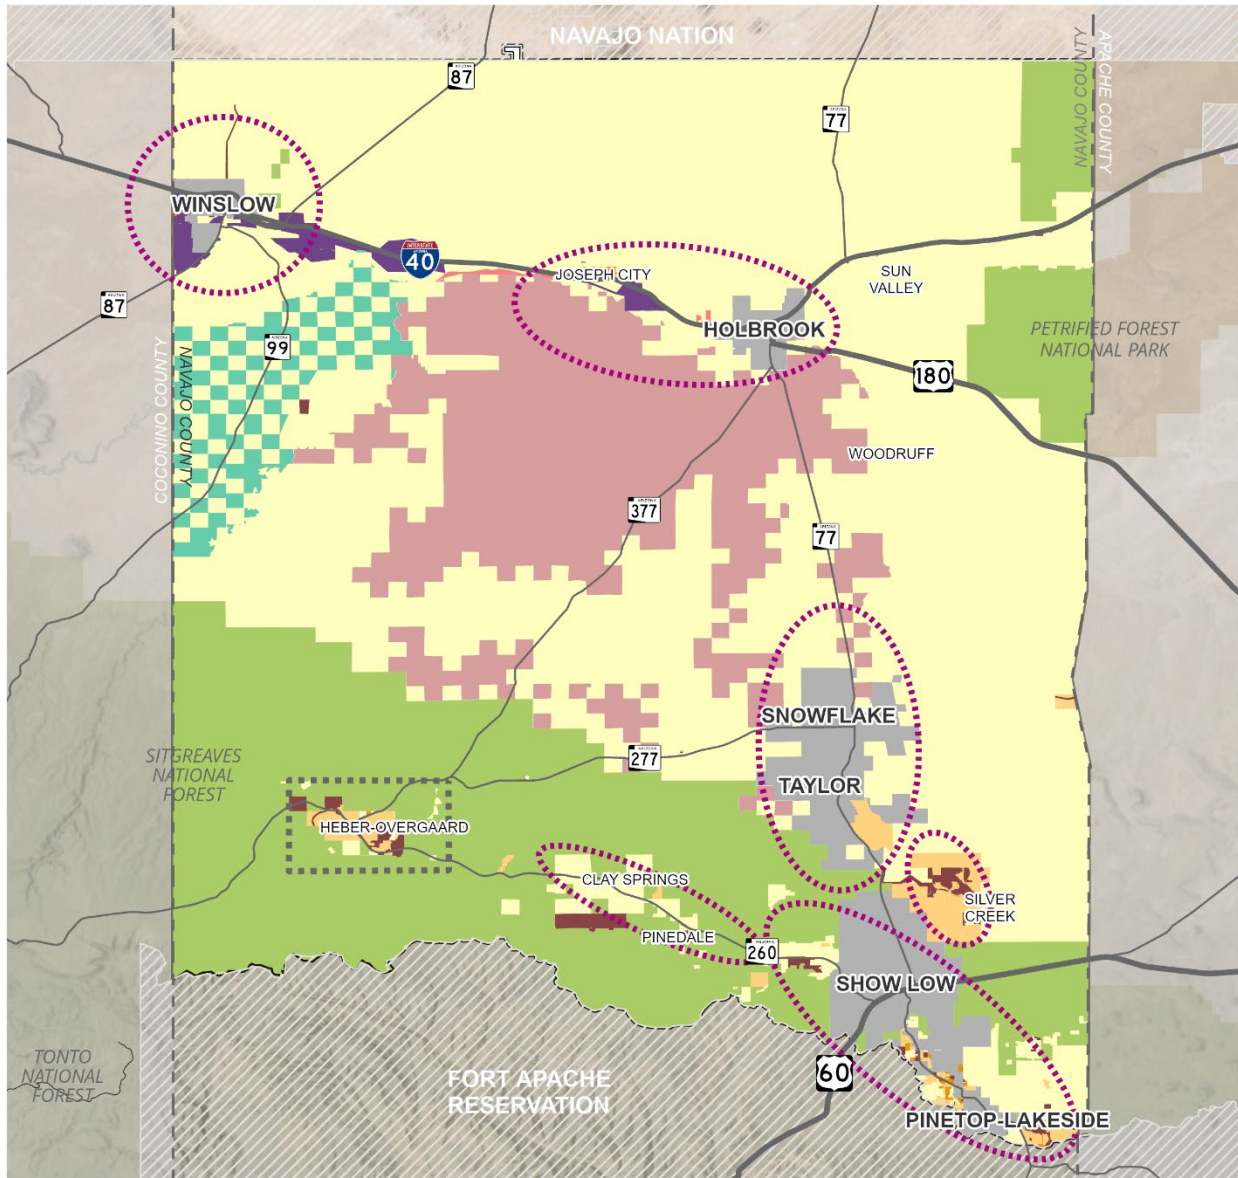 NAVAJO NATION
87
77
NAVAJO COUNTY
APACHE COUNTY
WINSLOW
INTERSTATE
40
JOSEPH CITY
SUN
VALLEY
87
HOLBROOK
PETRIFIED FOREST
NATIONAL PARK
99
COCONINO COUNTY
NAVAJO COUNTY
180
WOODRUFF
ARIZONA
377
77
SNOWFLAKE
SITGREAVES
NATIONAL
FOREST
277
TAYLOR
HEBER-OVERGAARD
CLAY SPRINGS
SILVER
CREEK
PINEDALE
260
SHOW LOW
TONTO
NATIONAL
FOREST
FORT APACHE
RESERVATION
60
PINETOP-LAKESIDE